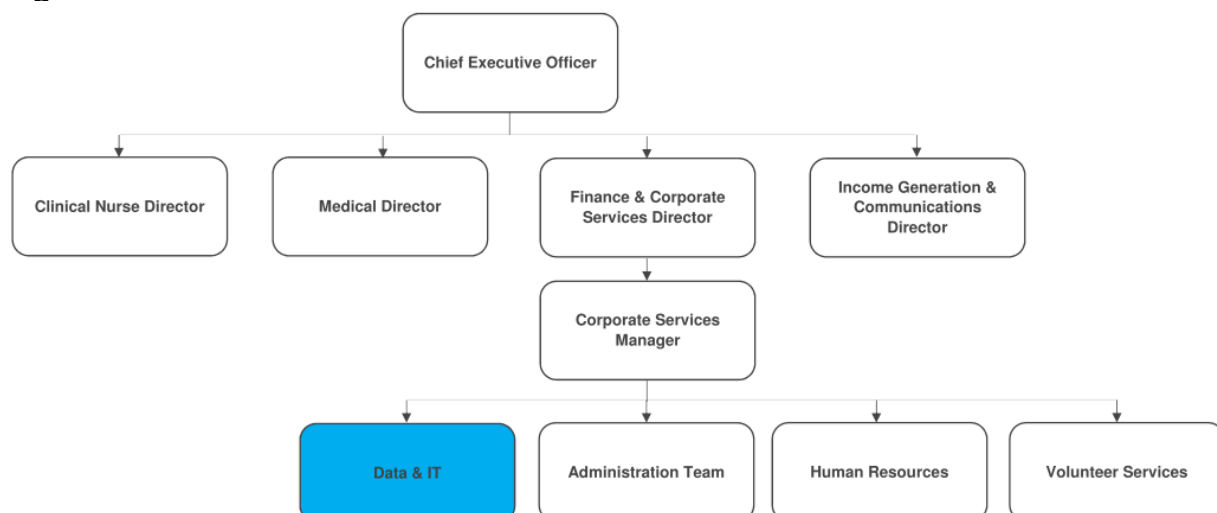 Chief Executive Officer
Clinical Nurse Director
Medical Director
Finance & Corporate
Services Director
Income Generation &
Communications
Director
Corporate Services
Manager
Data & IT
Administration Team
Human Resources
Volunteer Services